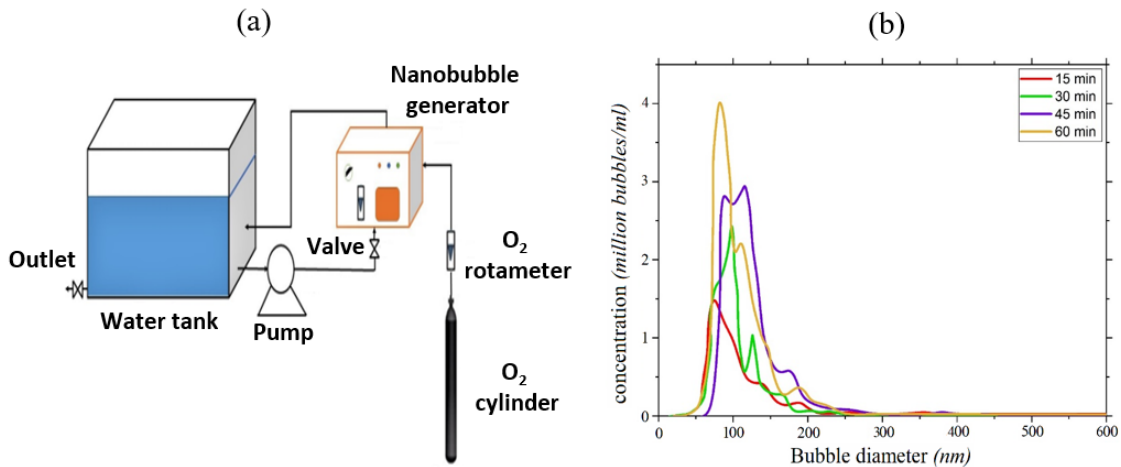 (a)
Nanobubble
generator
Valve
O₂
rotameter
Outlet
Water tank
Pump
O₂
cylinder
(b)
15 min
30 min
45 min
60 min
4
3
2
1
0
0
100
200
300
400
500
600
concentration (million bubbles/ml)
Bubble diameter (nm)